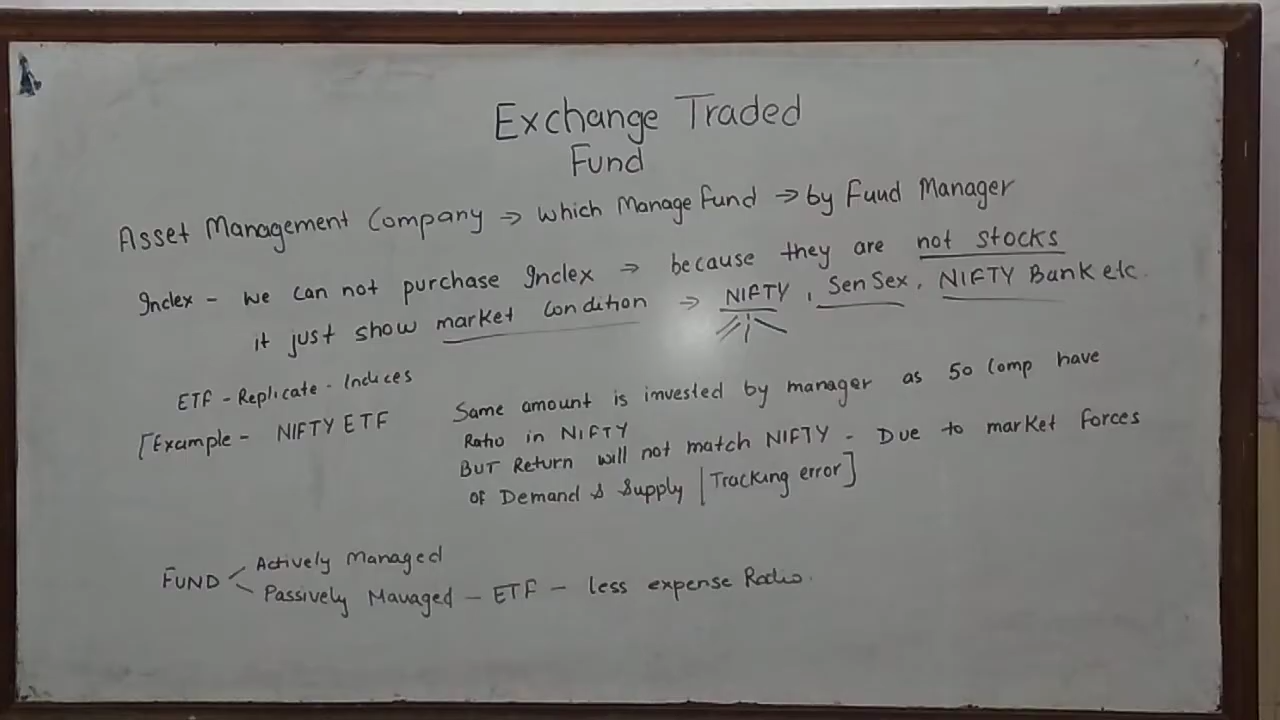 Exchange Traded
Fund
Asset Management Company ⇒ which Manage Fund → by Fuud Manager
Index - we can not purchase Index ⇒ because they are not stocks
it just show market condition → NIFTY, SenSex, NIFTY Bank etc.
ETF - Replicate - Indices
[Example - NIFTY ETF
Same amount is invested by manager as 50 Comp have
Ratio in NIFTY
BUT Return will not match NIFTY - Due to market forces
OF Demand & Supply [Tracking error]
FUND
Actively Managed
Passively Managed - ETF - less expense Ratio.